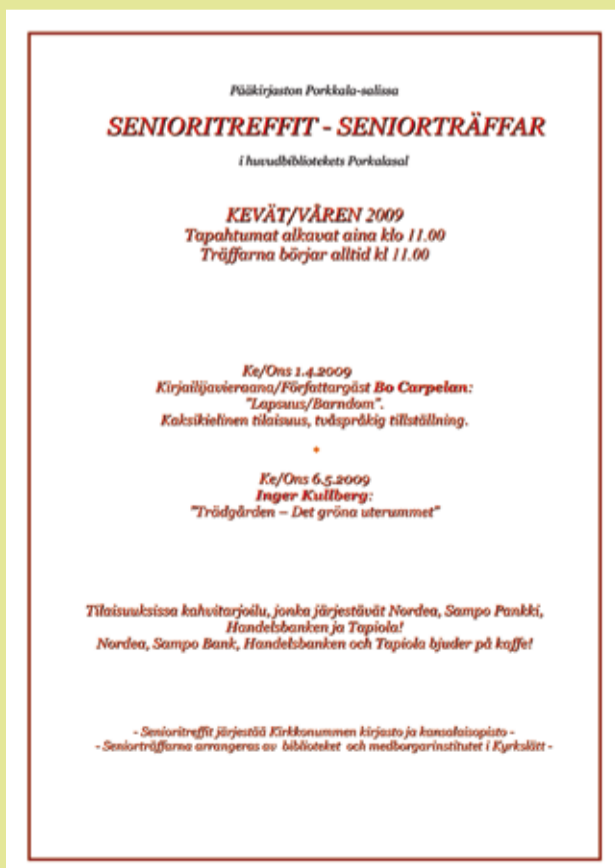 Pääkirjaston Porkkala-salissa
SENIORITREFFIT - SENIORTRÄFFAR
i huvudbibliotekets Porkalasal
KEVÄT/VÅREN 2009
Tapahtumat alkavat aina klo 11.00
Träffarna börjar alltid kl 11.00
Ke/Ons 1.4.2009
Kirjailijavieraana/Författargäst Bo Carpelan:
"Lapsuus/Barndom".
Kaksikielinen tilaisuus, tvåspråkig tillställning.
Ke/Ons 6.5.2009
Inger Kullberg:
"Trädgården – Det gröna uterummet"
Tilaisuuksissa kahvitarjoilu, jonka järjestävät Nordea, Sampo Pankki,
Handelsbanken ja Tapiola!
Nordea, Sampo Bank, Handelsbanken och Tapiola bjuder på kaffe!
- Senioritreffit järjestää Kirkkonummen kirjasto ja kansalaisopisto -
- Seniorträffarna arrangeras av biblioteket och medborgarinstitutet i Kyrkslätt -